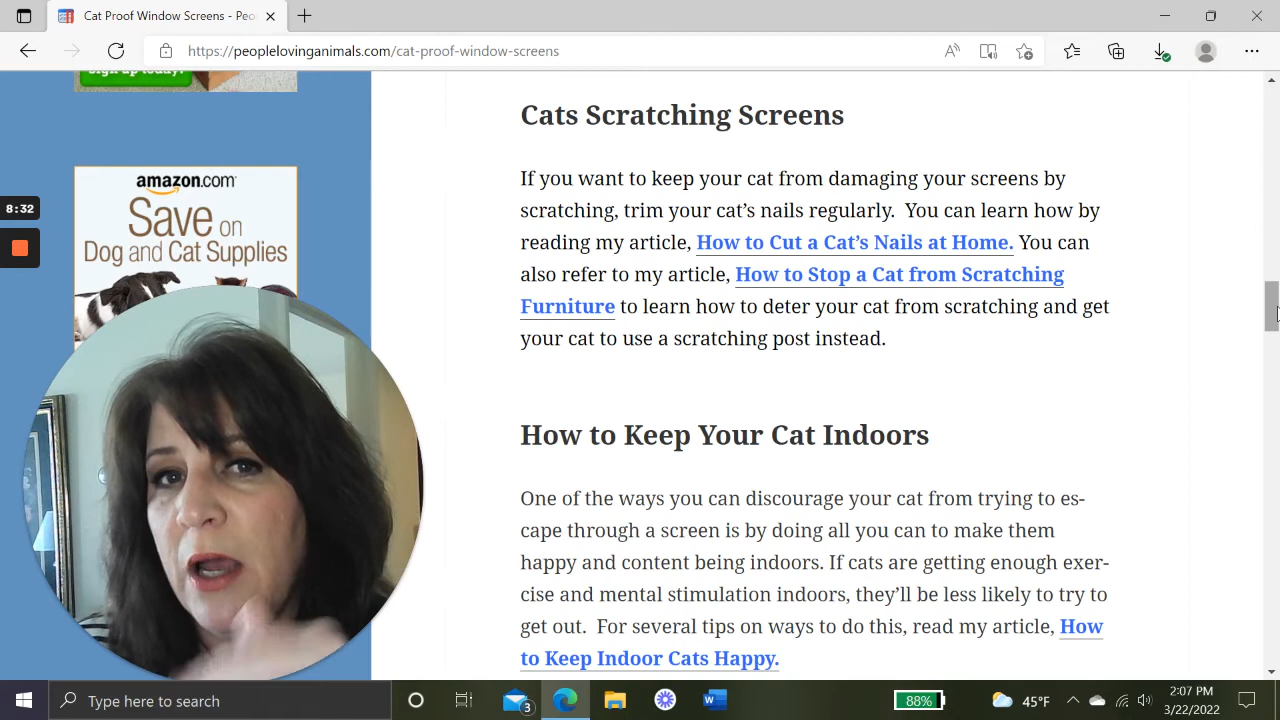 Cat Proof Window Screens - Peo
https://peoplelovinganimals.com/cat-proof-window-screens
sign up today!
amazon.com
Save on
Dog and Cat Supplies
8:32
Cats Scratching Screens
If you want to keep your cat from damaging your screens by
scratching, trim your cat’s nails regularly.  You can learn how by
reading my article, How to Cut a Cat’s Nails at Home. You can
also refer to my article, How to Stop a Cat from Scratching
Furniture to learn how to deter your cat from scratching and get
your cat to use a scratching post instead.
How to Keep Your Cat Indoors
One of the ways you can discourage your cat from trying to es-
cape through a screen is by doing all you can to make them
happy and content being indoors. If cats are getting enough exer-
cise and mental stimulation indoors, they’ll be less likely to try to
get out.  For several tips on ways to do this, read my article, How
to Keep Indoor Cats Happy.
Type here to search
3
W
88%
45°F
2:07 PM
3/22/2022